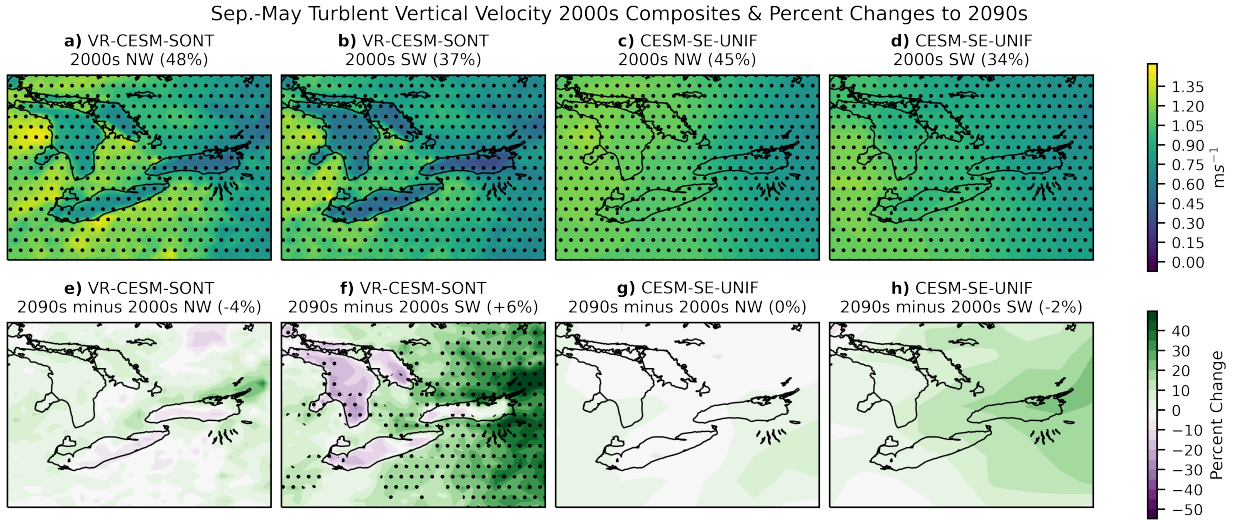 Sep.-May Turblent Vertical Velocity 2000s Composites & Percent Changes to 2090s
a) VR-CESM-SONT
2000s NW (48%)
b) VR-CESM-SONT
2000s SW (37%)
c) CESM-SE-UNIF
2000s NW (45%)
d) CESM-SE-UNIF
2000s SW (34%)
1.35
1.20
1.05
0.90
0.75
0.60
0.45
0.30
0.15
0.00
ms⁻¹
e) VR-CESM-SONT
2090s minus 2000s NW (-4%)
f) VR-CESM-SONT
2090s minus 2000s SW (+6%)
g) CESM-SE-UNIF
2090s minus 2000s NW (0%)
h) CESM-SE-UNIF
2090s minus 2000s SW (-2%)
40
30
20
10
0
−10
−20
−30
−40
−50
Percent Change